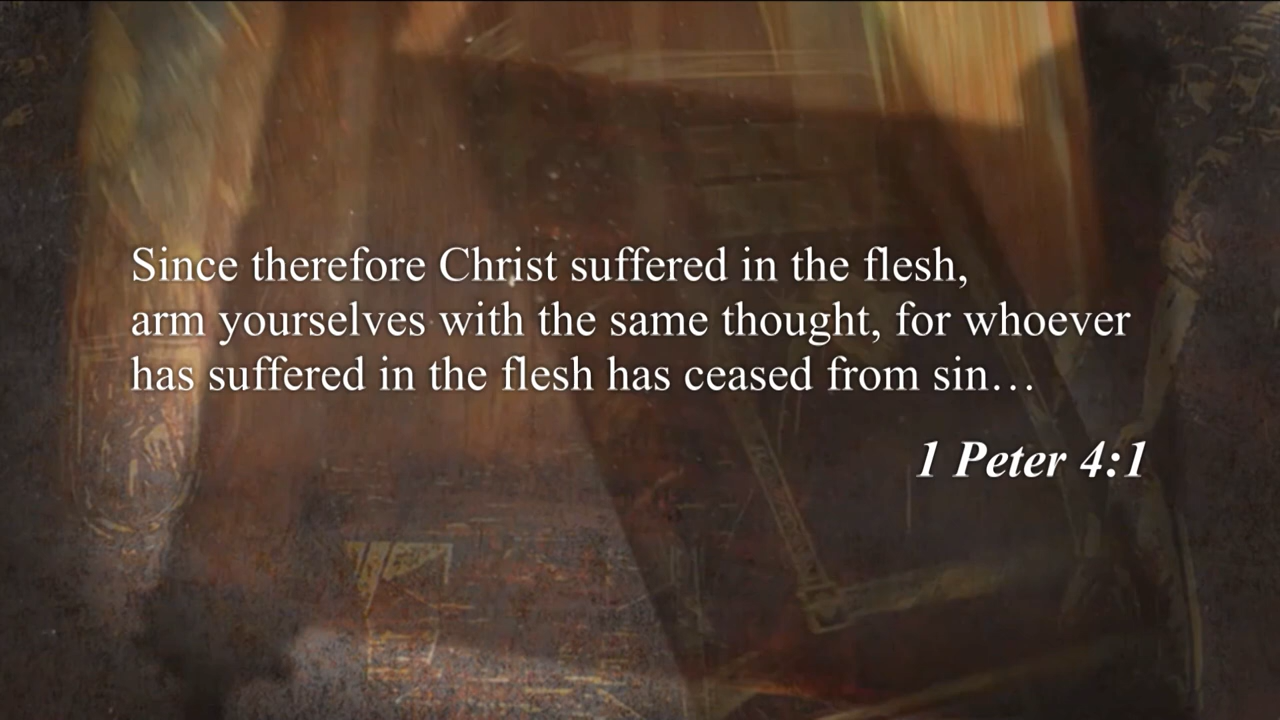 Since therefore Christ suffered in the flesh,
arm yourselves with the same thought, for whoever
has suffered in the flesh has ceased from sin…
1 Peter 4:1